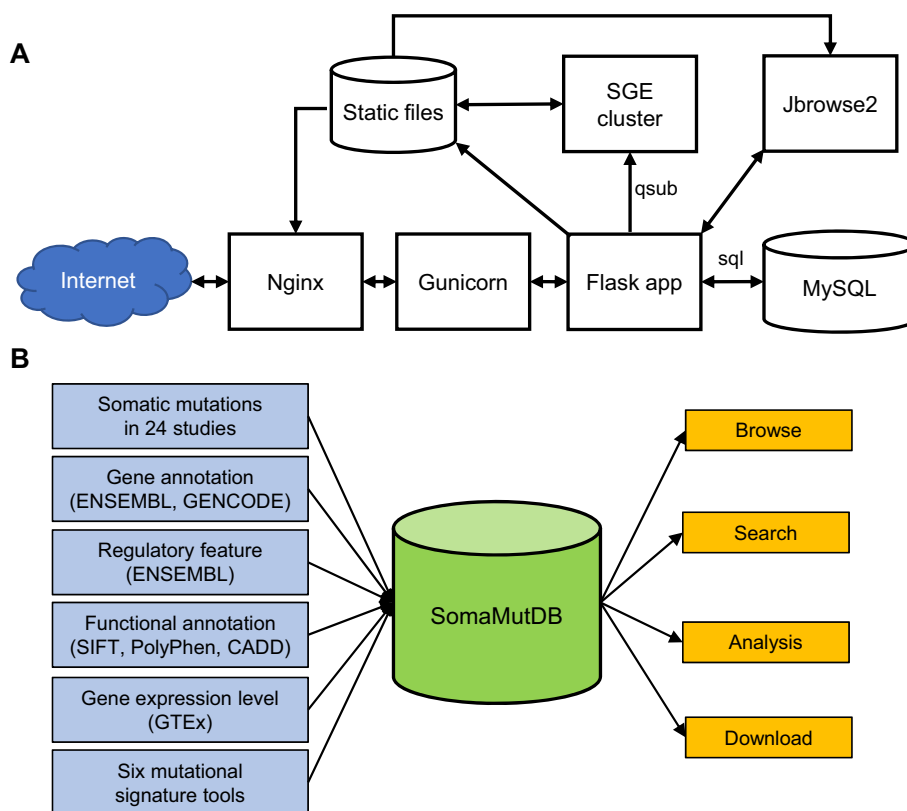 A
Static files
SGE
cluster
Jbrowse2
qsub
Internet
Nginx
Gunicorn
Flask app
sql
MySQL
B
Somatic mutations
in 24 studies
Gene annotation
(ENSEMBL, GENCODE)
Regulatory feature
(ENSEMBL)
Functional annotation
(SIFT, PolyPhen, CADD)
Gene expression level
(GTEx)
Six mutational
signature tools
SomaMutDB
Browse
Search
Analysis
Download